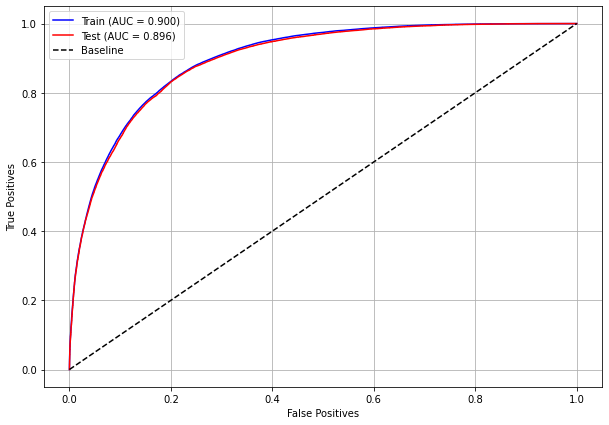 Train (AUC = 0.900)
Test (AUC = 0.896)
Baseline
True Positives
1.0
0.8
0.6
0.4
0.2
0.0
0.0 0.2 0.4 0.6 0.8 1.0
False Positives